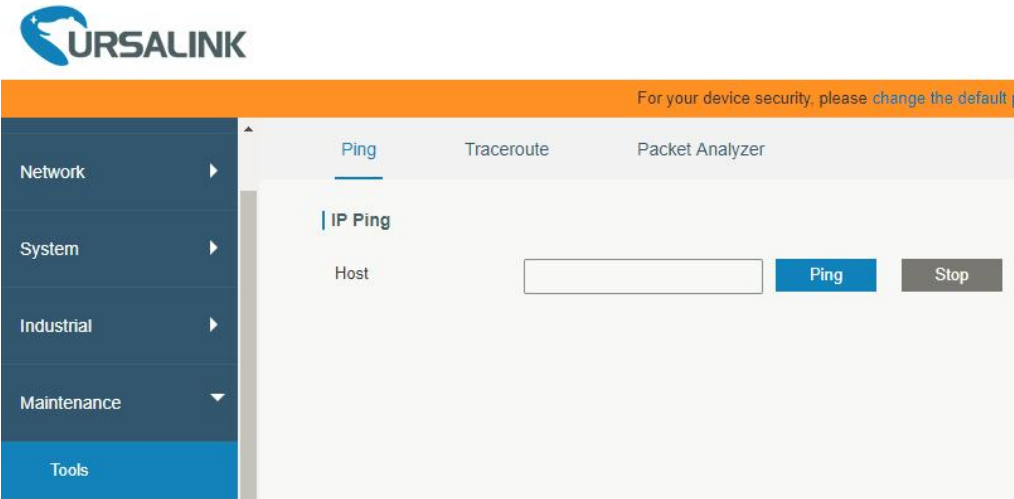 URSALINK
For your device security, please change the default
Network
System
Industrial
Maintenance
Tools
Ping Traceroute Packet Analyzer
IP Ping
Host Ping Stop